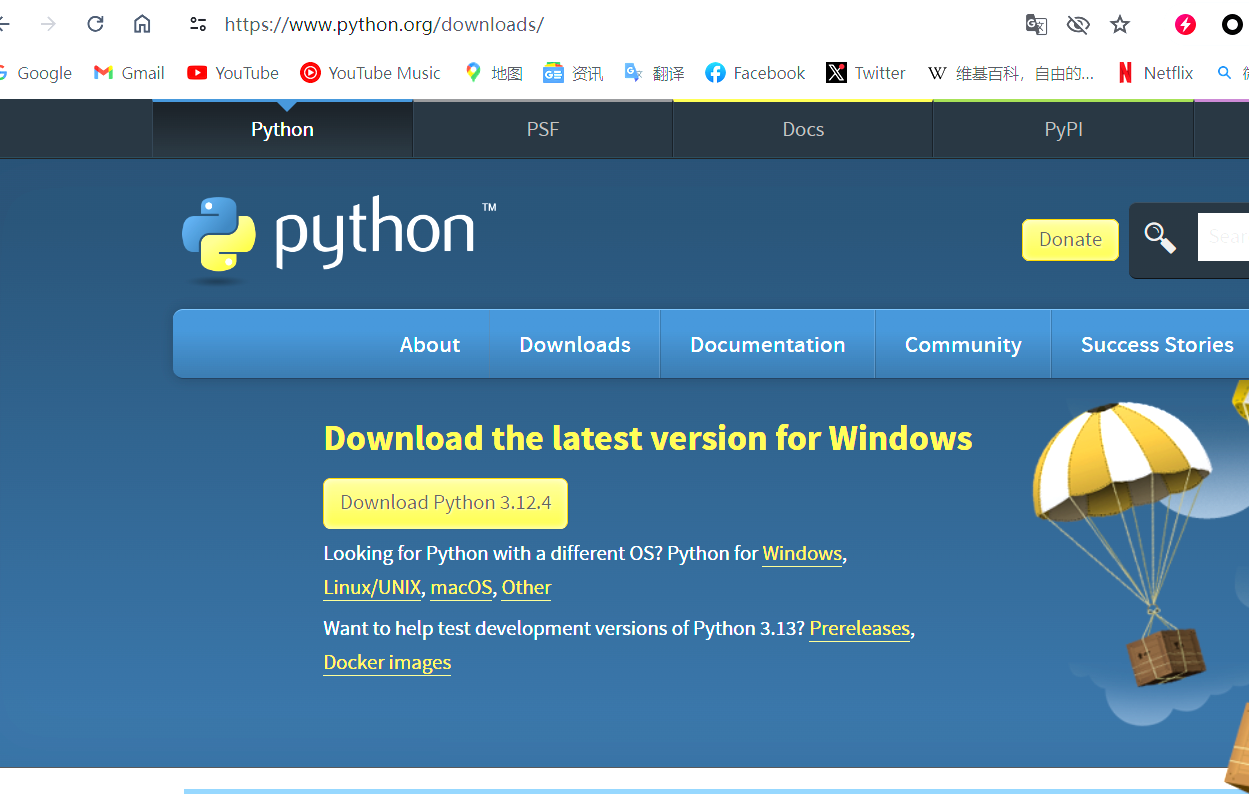 https://www.python.org/downloads/
Google Gmail YouTube YouTube Music 地图 资讯 翻译 Facebook Twitter 维基百科，自由的... Netflix
Python PSF Docs PyPI
python™
Donate
Sear
About Downloads Documentation Community Success Stories
Download the latest version for Windows
Download Python 3.12.4
Looking for Python with a different OS? Python for Windows,
Linux/UNIX, macOS, Other
Want to help test development versions of Python 3.13? Prereleases,
Docker images